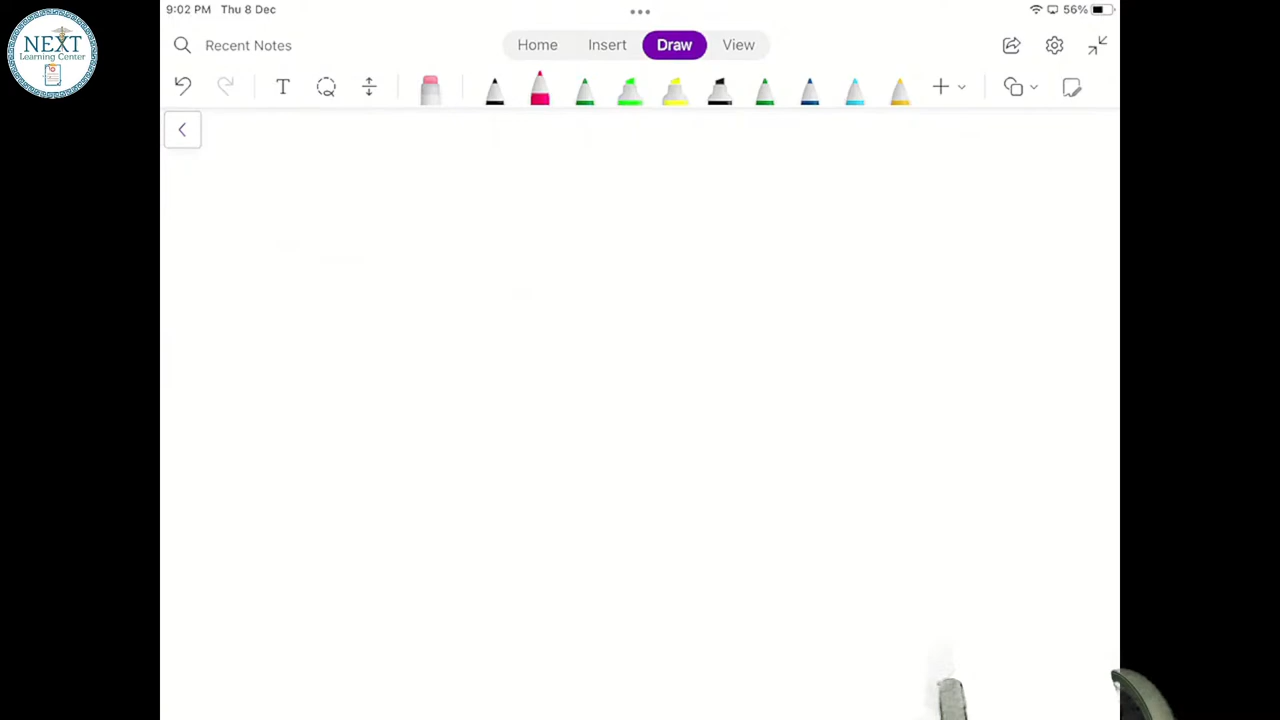 9:02 PM Thu 8 Dec
56%
NEXT
Learning Center
Recent Notes
Home
Insert
Draw
View
T